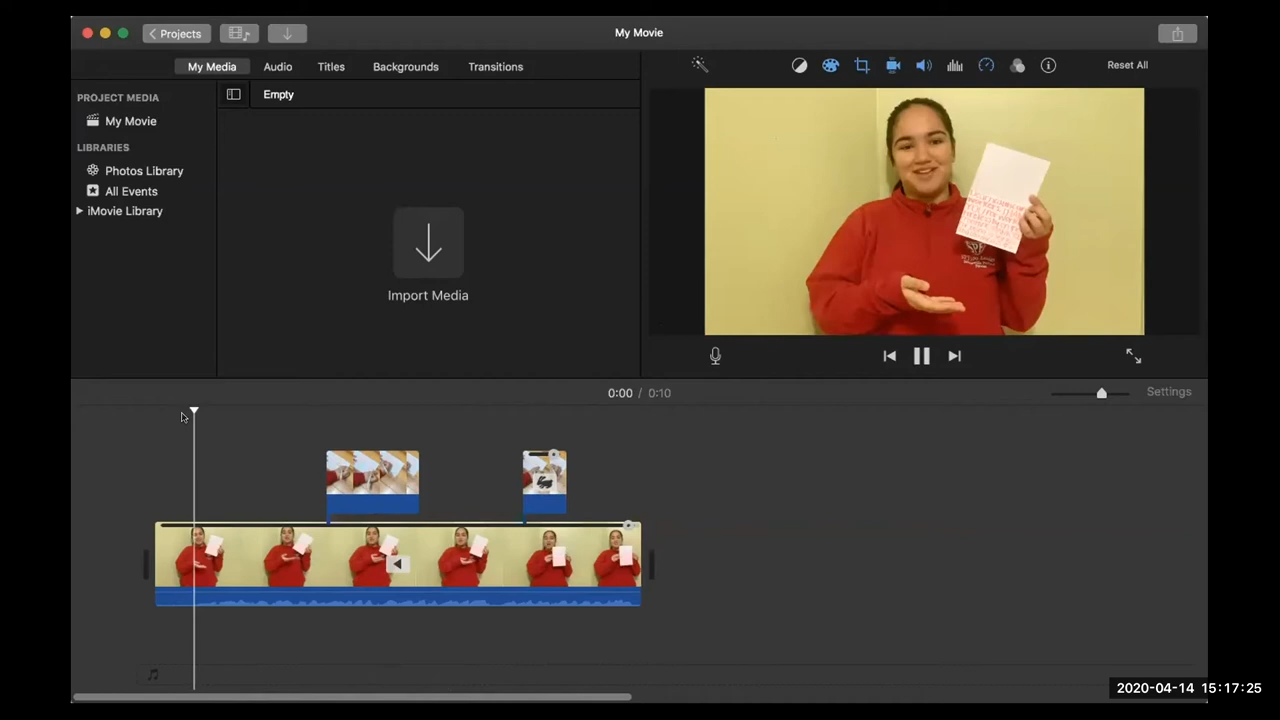 Projects
My Movie
My Media
Audio
Titles
Backgrounds
Transitions
Reset All
PROJECT MEDIA
My Movie
LIBRARIES
Photos Library
All Events
iMovie Library
Empty
Import Media
0:00 / 0:10
Settings
2020-04-14 15:17:25